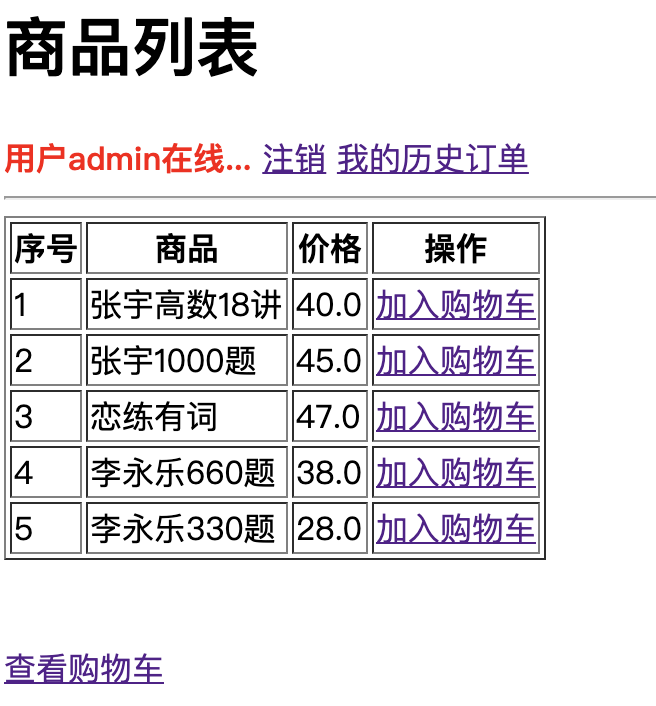 商品列表
用户admin在线... 注销 我的历史订单
序号 商品 价格 操作
1 张宇高数18讲 40.0 加入购物车
2 张宇1000题 45.0 加入购物车
3 恋练有词 47.0 加入购物车
4 李永乐660题 38.0 加入购物车
5 李永乐330题 28.0 加入购物车
查看购物车